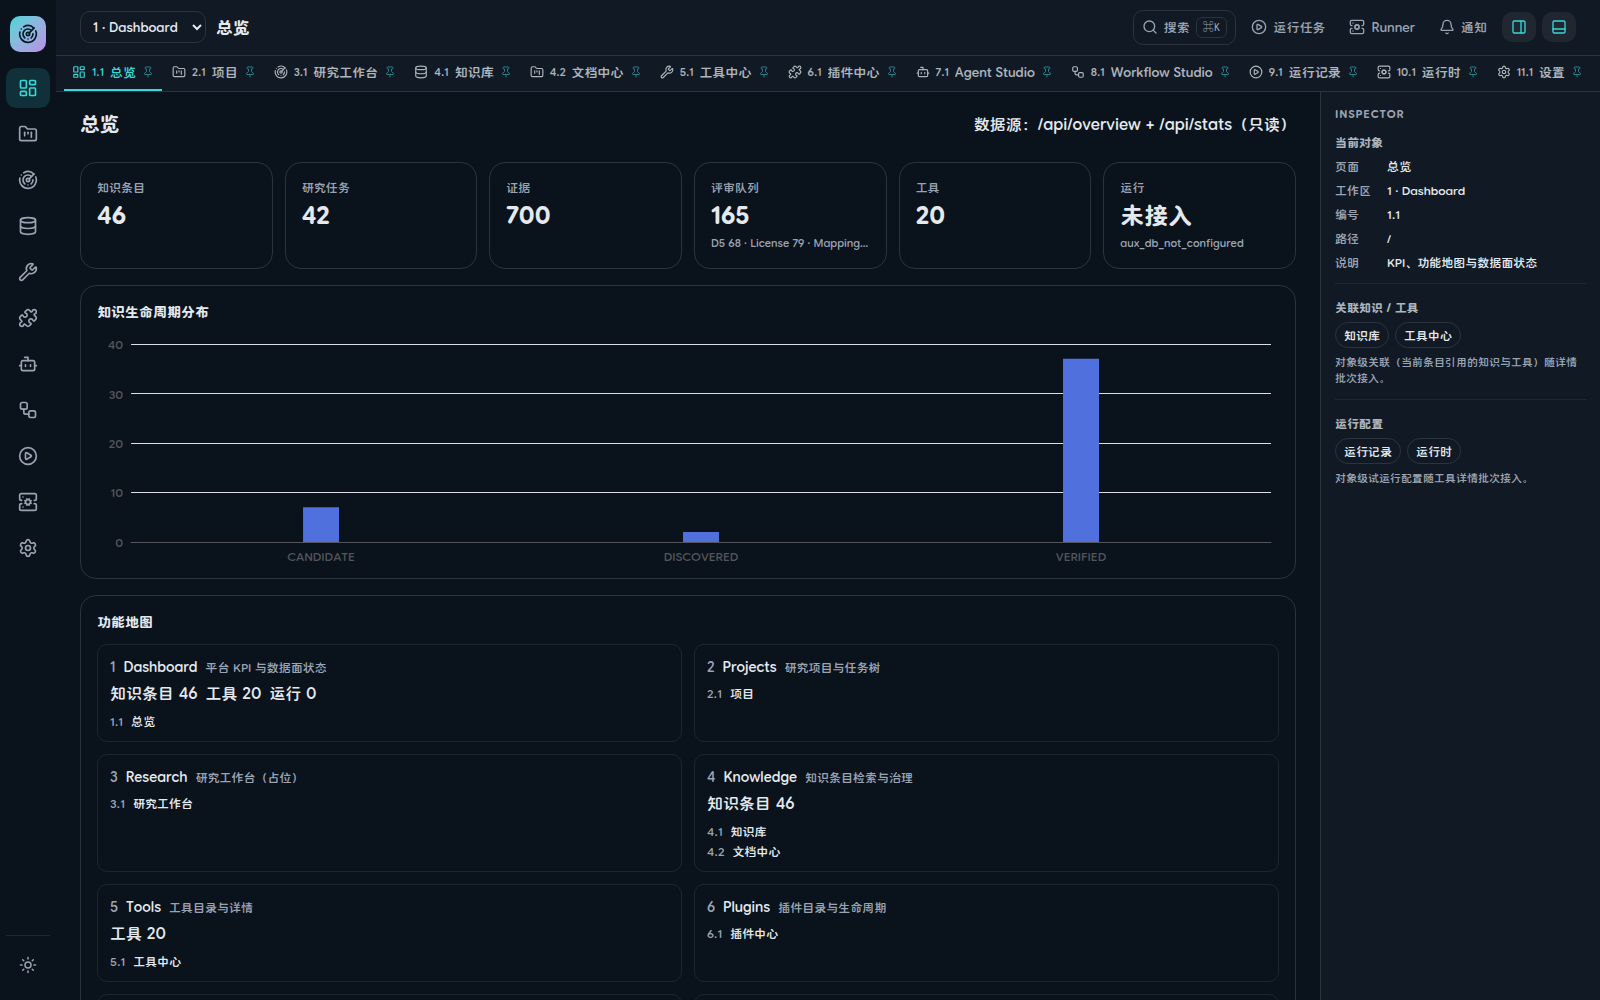 1 · Dashboard 总览 搜索 ⌘K 运行任务 Runner 通知
1.1 总览 2.1 项目 3.1 研究工作台 4.1 知识库 4.2 文档中心 5.1 工具中心 6.1 插件中心 7.1 Agent Studio 8.1 Workflow Studio 9.1 运行记录 10.1 运行时 11.1 设置
总览 数据源：/api/overview + /api/stats（只读）
知识条目
46
研究任务
42
证据
700
评审队列
165
D5 68 · License 79 · Mapping...
工具
20
运行
未接入
aux_db_not_configured
知识生命周期分布
40
30
20
10
0
CANDIDATE DISCOVERED VERIFIED
功能地图
1 Dashboard 平台 KPI 与数据面状态
知识条目 46 工具 20 运行 0
1.1 总览
2 Projects 研究项目与任务树
2.1 项目
3 Research 研究工作台（占位）
3.1 研究工作台
4 Knowledge 知识条目检索与治理
知识条目 46
4.1 知识库
4.2 文档中心
5 Tools 工具目录与详情
工具 20
5.1 工具中心
6 Plugins 插件目录与生命周期
6.1 插件中心
INSPECTOR
当前对象
页面 总览
工作区 1 · Dashboard
编号 1.1
路径 /
说明 KPI、功能地图与数据面状态
关联知识 / 工具
知识库 工具中心
对象级关联（当前条目引用的知识与工具）随详情
批次接入。
运行配置
运行记录 运行时
对象级试运行配置随工具详情批次接入。